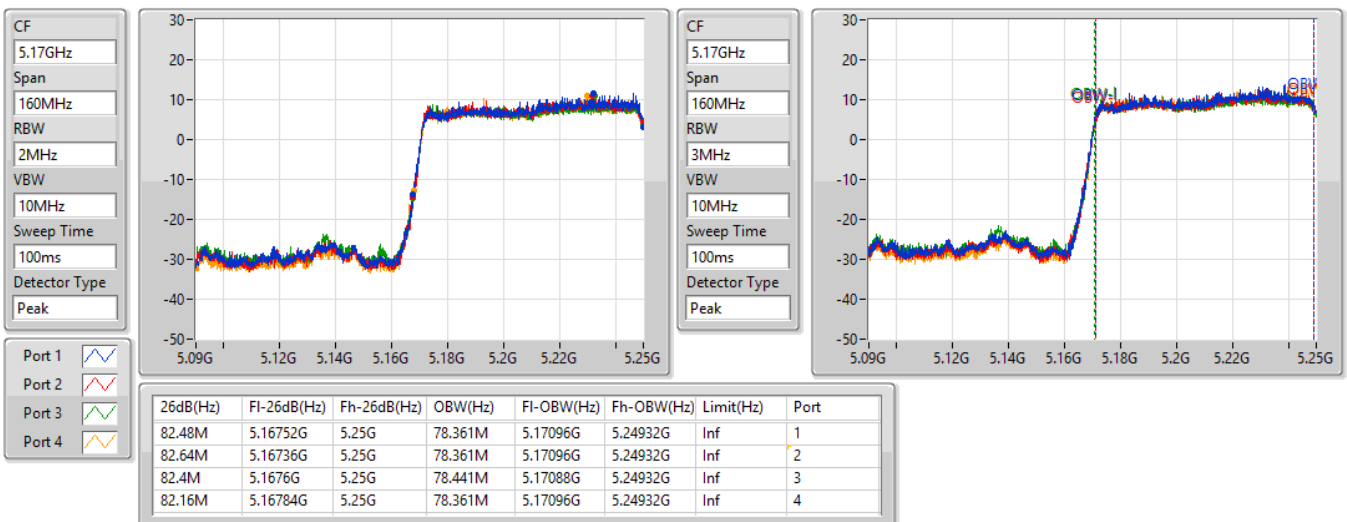 CF
5.17GHz
Span
160MHz
RBW
2MHz
VBW
10MHz
Sweep Time
100ms
Detector Type
Peak
30
20
10
0
-10
-20
-30
-40
-50
5.09G 5.12G 5.14G 5.16G 5.18G 5.2G 5.22G 5.25G
CF
5.17GHz
Span
160MHz
RBW
3MHz
VBW
10MHz
Sweep Time
100ms
Detector Type
Peak
30
20
10
0
-10
-20
-30
-40
-50
OBW-l
OBW
5.09G 5.12G 5.14G 5.16G 5.18G 5.2G 5.22G 5.25G
Port 1
Port 2
Port 3
Port 4
26dB(Hz) Fl-26dB(Hz) Fh-26dB(Hz) OBW(Hz) Fl-OBW(Hz) Fh-OBW(Hz) Limit(Hz) Port
82.48M 5.16752G 5.25G 78.361M 5.17096G 5.24932G Inf 1
82.64M 5.16736G 5.25G 78.361M 5.17096G 5.24932G Inf 2
82.4M 5.1676G 5.25G 78.441M 5.17088G 5.24932G Inf 3
82.16M 5.16784G 5.25G 78.361M 5.17096G 5.24932G Inf 4